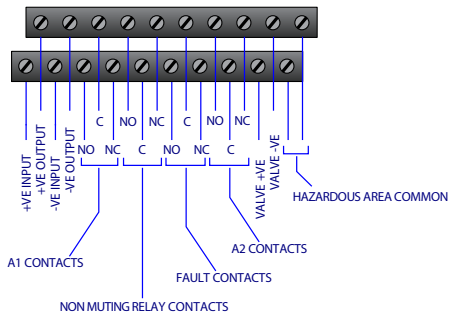 C NO NC C NO NC
NO NC C NO NC C
+VE INPUT
+VE OUTPUT
-VE INPUT
-VE OUTPUT
VALVE +VE
VALVE -VE
HAZARDOUS AREA COMMON
A2 CONTACTS
A1 CONTACTS
FAULT CONTACTS
NON MUTING RELAY CONTACTS